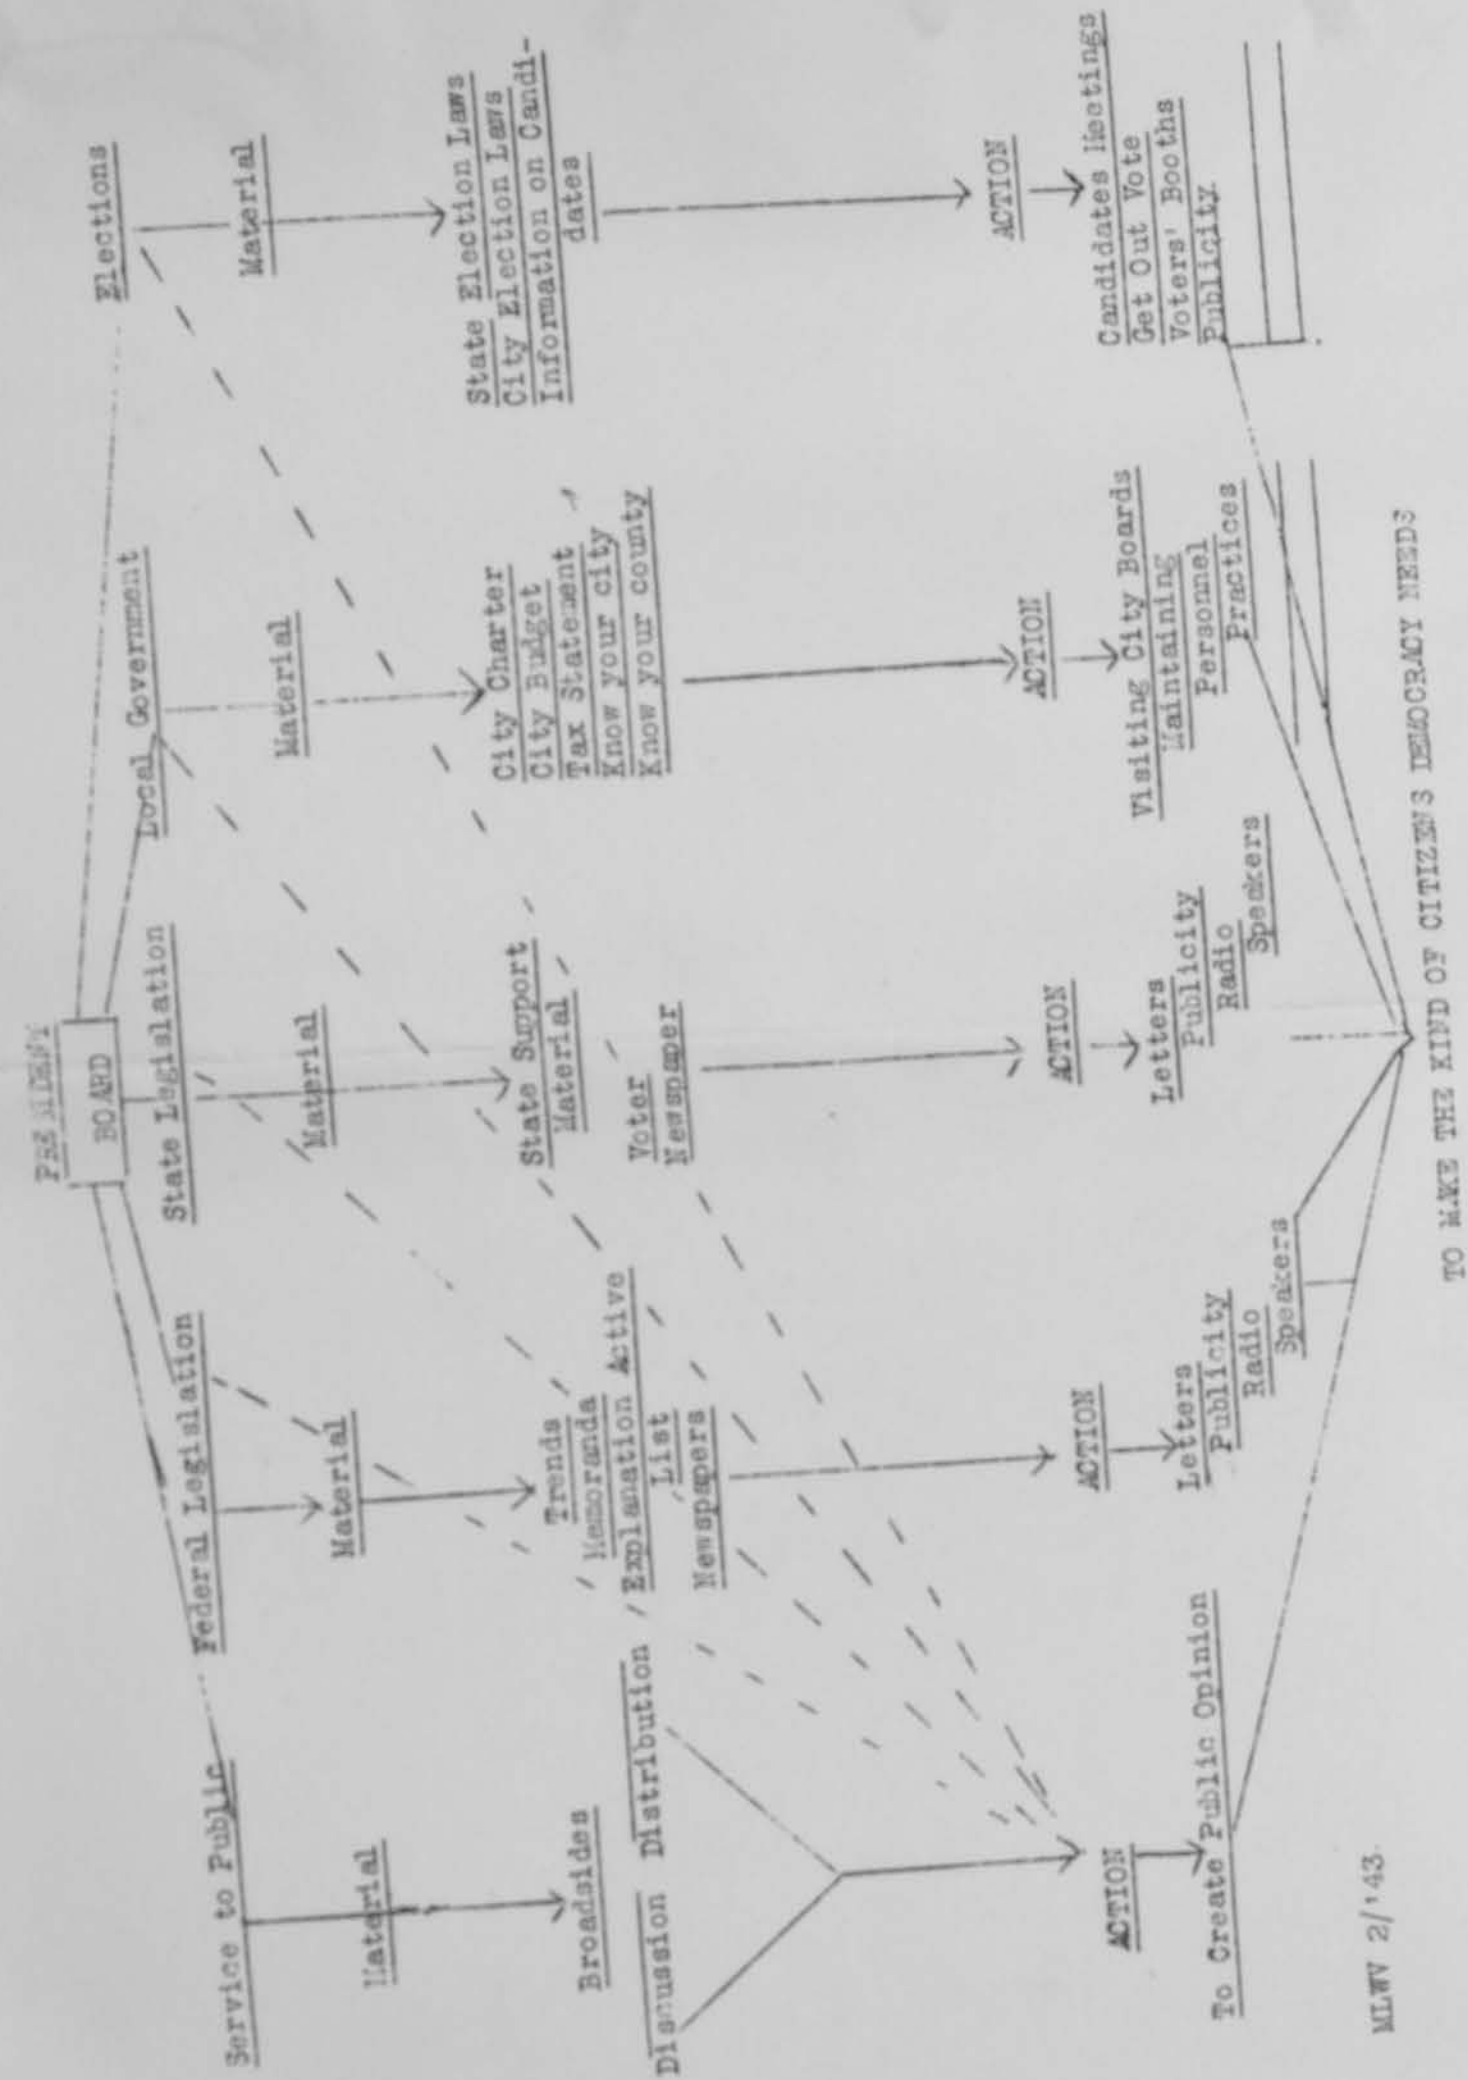 PRESIDENT
BOARD
Service to Public
Federal Legislation
State Legislation
Local Government
Elections
Material
Material
Material
Material
Material
Broadsides
Discussion Distribution
Trends
Memoranda
Explanation Active
List
Newspapers
State Support
Material
Voter
Newspaper
City Charter
City Budget
Tax Statement
Know your city
Know your county
State Election Laws
City Election Laws
Information on Candi-
dates
ACTION
ACTION
ACTION
ACTION
ACTION
To Create Public Opinion
Letters
Publicity
Radio
Speakers
Letters
Publicity
Radio
Speakers
Visiting City Boards
Maintaining
Personnel
Practices
Candidates Meetings
Get Out Vote
Voters' Booths
Publicity
TO MAKE THE KIND OF CITIZENS DEMOCRACY NEEDS
MLWV 2/'43